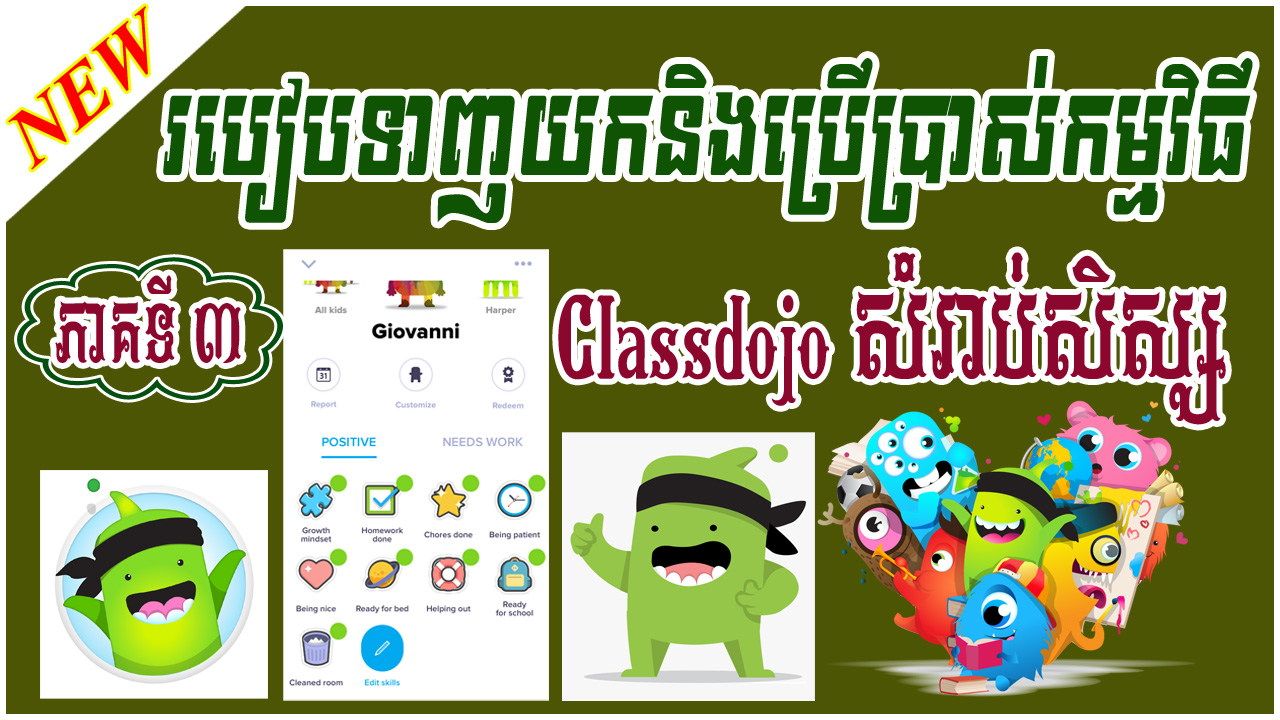 NEW
របៀបទាញយកនិងប្រើប្រាស់កម្មវិធី
ភាគទី ៣
Classdojo សំរាប់សិស្ស
All kids
Harper
Giovanni
31
Report
Customize
Redeem
POSITIVE
NEEDS WORK
Growth mindset
Homework done
Chores done
Being patient
Being nice
Ready for bed
Helping out
Ready for school
Cleaned room
Edit skills